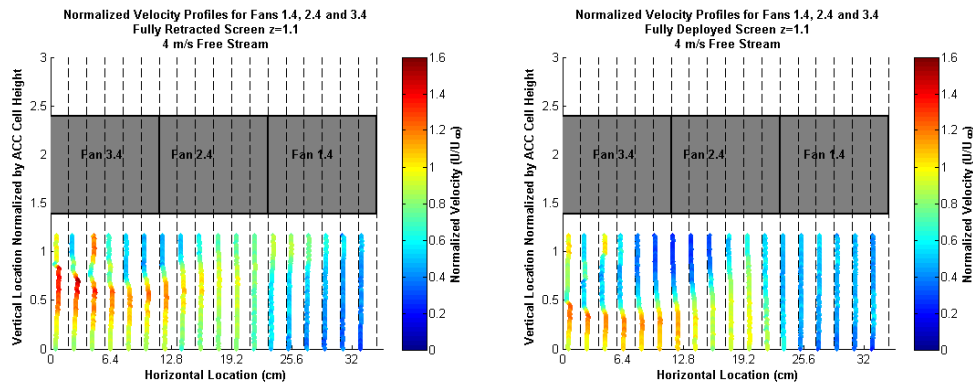 Normalized Velocity Profiles for Fans 1.4, 2.4 and 3.4
Fully Retracted Screen z=1.1
4 m/s Free Stream
Vertical Location Normalized by ACC Cell Height
3
2.5
2
1.5
1
0.5
0
Fan 3.4
Fan 2.4
Fan 1.4
0
6.4
12.8
19.2
25.6
32
Horizontal Location (cm)
1.6
1.4
1.2
1
0.8
0.6
0.4
0.2
0
Normalized Velocity (U/U∞)
Normalized Velocity Profiles for Fans 1.4, 2.4 and 3.4
Fully Deployed Screen z=1.1
4 m/s Free Stream
Vertical Location Normalized by ACC Cell Height
3
2.5
2
1.5
1
0.5
0
Fan 3.4
Fan 2.4
Fan 1.4
0
6.4
12.8
19.2
25.6
32
Horizontal Location (cm)
1.6
1.4
1.2
1
0.8
0.6
0.4
0.2
0
Normalized Velocity (U/U∞)